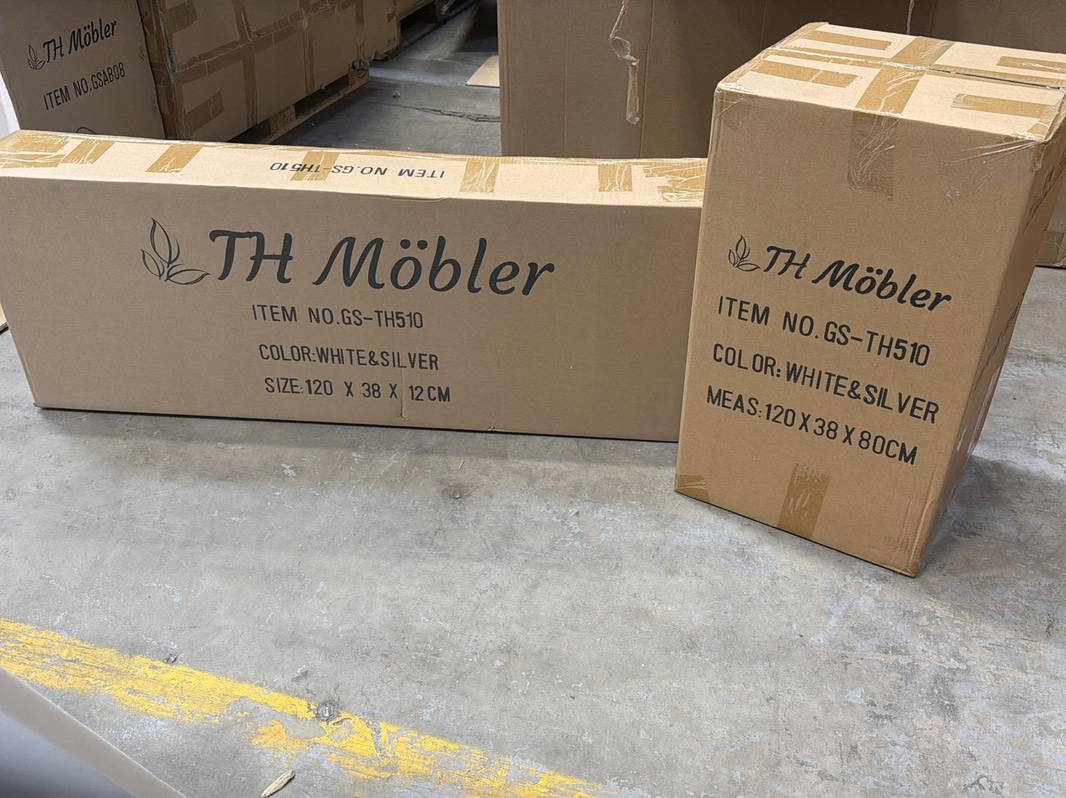 TH Möbler
ITEM NO.GSAB08
ITEM NO.GS-TH510
TH Möbler
ITEM NO.GS-TH510
COLOR:WHITE&SILVER
SIZE:120 X 38 X 12CM
TH Möbler
ITEM NO.GS-TH510
COLOR:WHITE&SILVER
MEAS:120X38X80CM